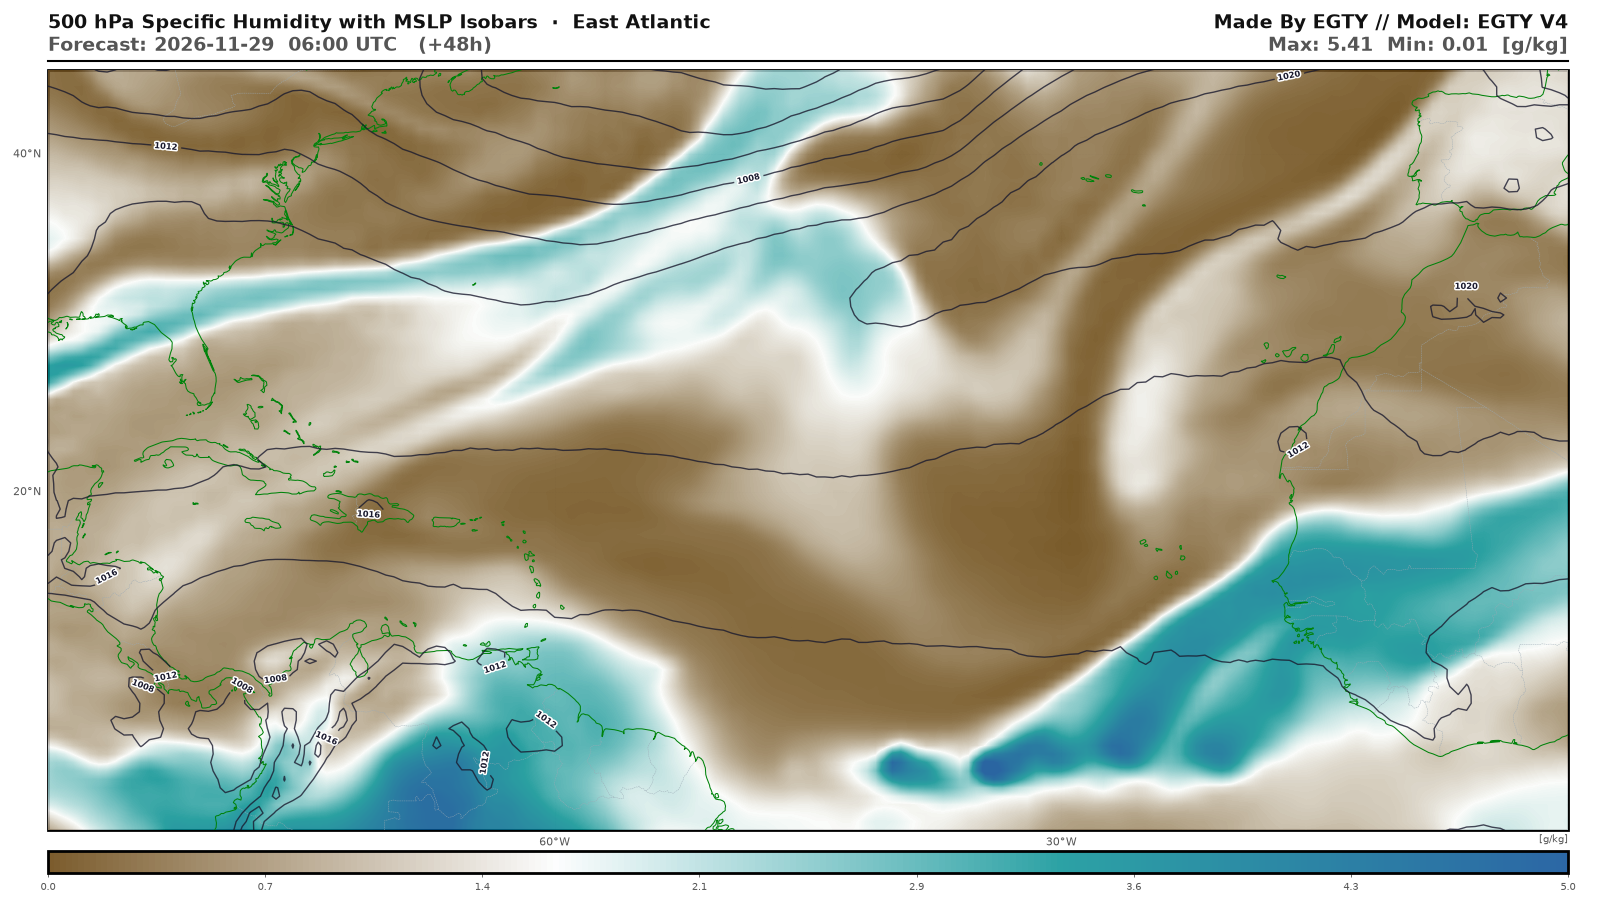 500 hPa Specific Humidity with MSLP Isobars · East Atlantic
Made By EGTY // Model: EGTY V4
Forecast: 2026-11-29 06:00 UTC (+48h)
Max: 5.41 Min: 0.01 [g/kg]
1020
1012
40°N
1008
1020
1012
20°N
1016
1016
1012
1012
1008
1008
1008
1012
1016
1012
60°W
30°W
[g/kg]
0.0
0.7
1.4
2.1
2.9
3.6
4.3
5.0